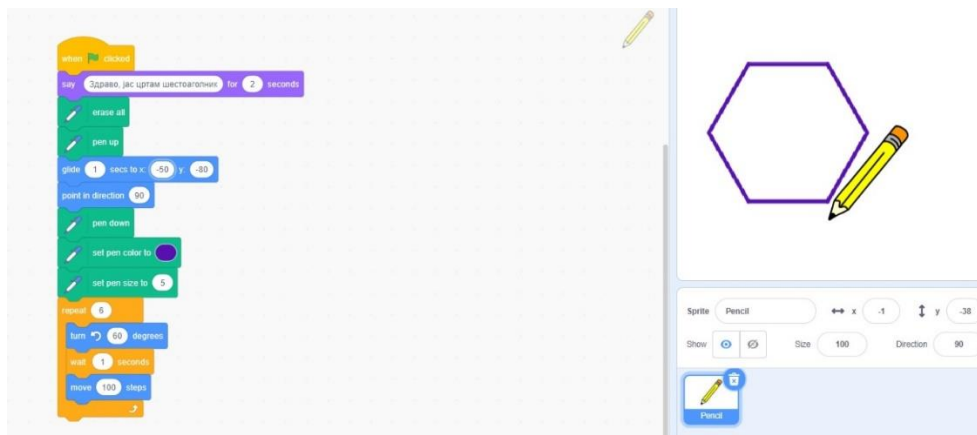 when clicked
say Здраво, јас цртам шестоаголник for 2 seconds
erase all
pen up
glide 1 secs to x: -50 y: -80
point in direction 90
pen down
set pen color to
set pen size to 5
repeat 6
turn 60 degrees
wait 1 seconds
move 100 steps
Sprite Pencil x -1 y -38
Show Size 100 Direction 90
Pencil